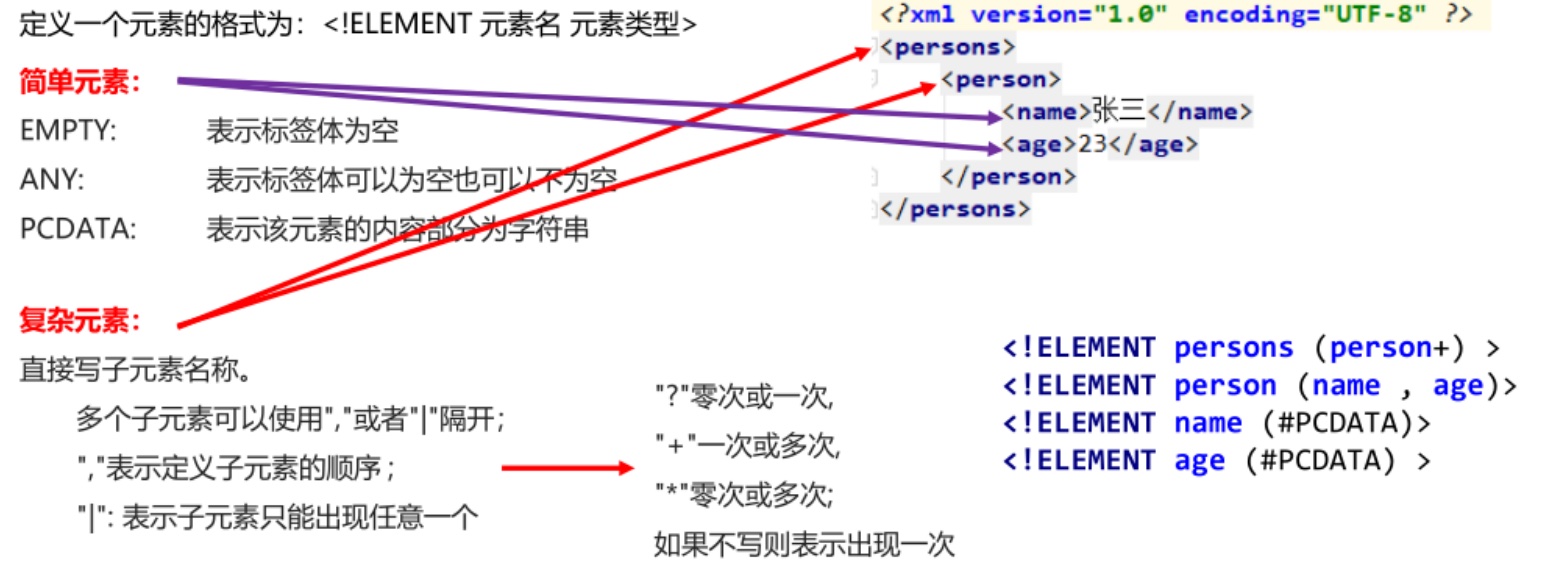 定义一个元素的格式为：<!ELEMENT 元素名 元素类型>
简单元素：
EMPTY: 表示标签体为空
ANY: 表示标签体可以为空也可以不为空
PCDATA: 表示该元素的内容部分为字符串
复杂元素：
直接写子元素名称。
多个子元素可以使用","或者"|"隔开；
","表示定义子元素的顺序；
"|": 表示子元素只能出现任意一个
"?"零次或一次,
"+"一次或多次,
"*"零次或多次;
如果不写则表示出现一次
<?xml version="1.0" encoding="UTF-8" ?>
<persons>
<person>
<name>张三</name>
<age>23</age>
</person>
</persons>
<!ELEMENT persons (person+) >
<!ELEMENT person (name , age)>
<!ELEMENT name (#PCDATA)>
<!ELEMENT age (#PCDATA) >